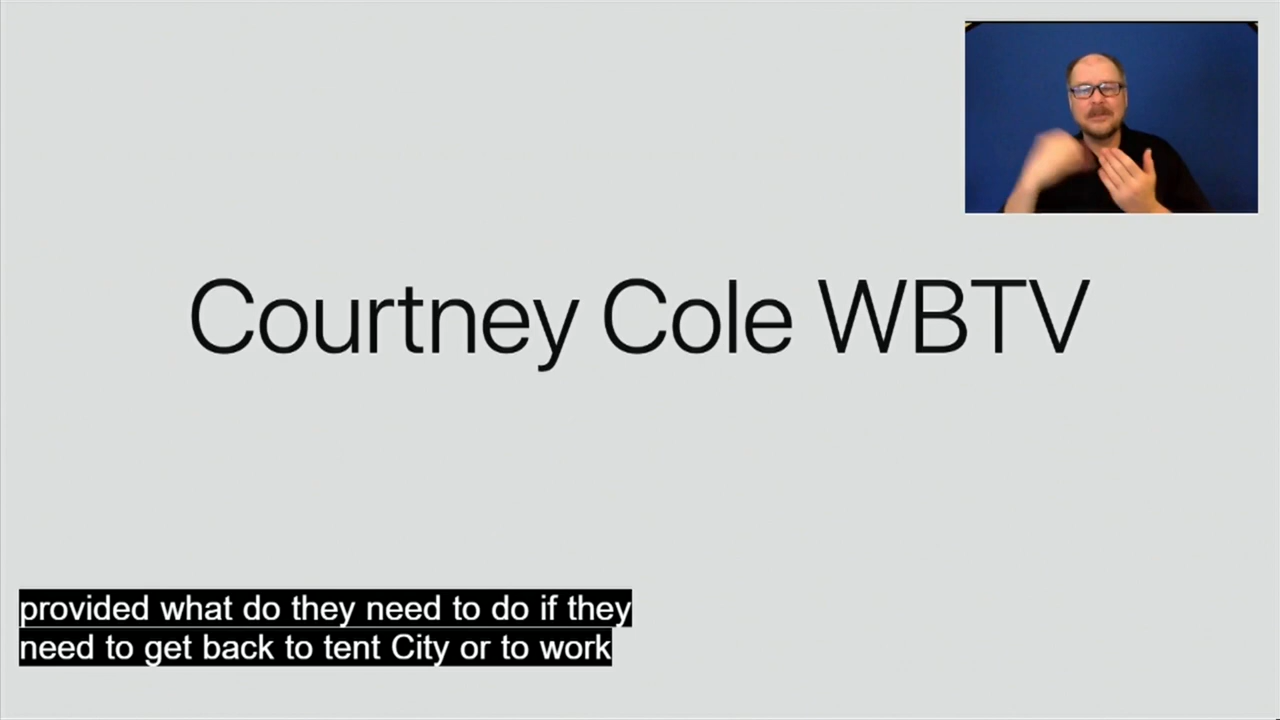 Courtney Cole WBTV
provided what do they need to do if they
need to get back to tent City or to work